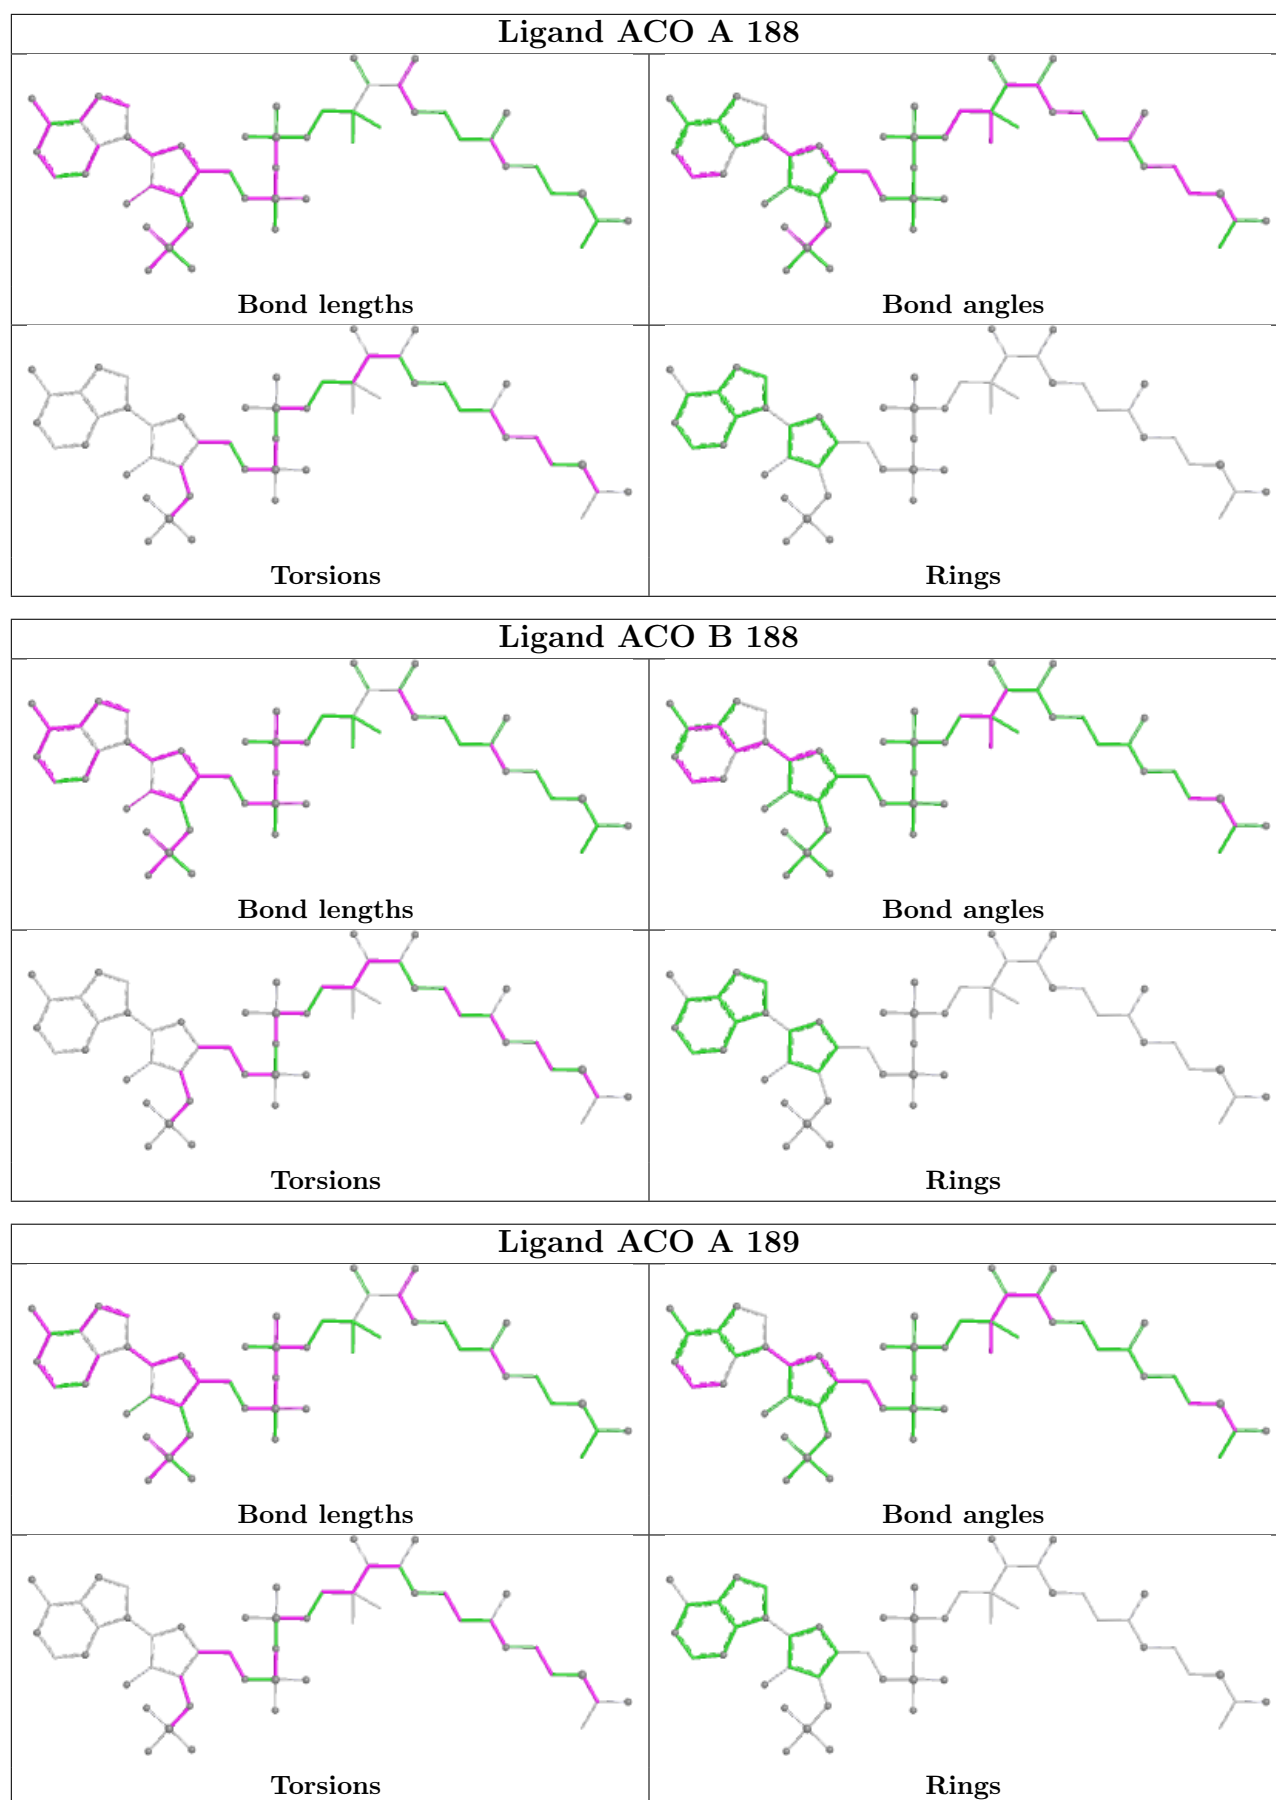 Ligand ACO A 188
Bond lengths
Bond angles
Torsions
Rings
Ligand ACO B 188
Bond lengths
Bond angles
Torsions
Rings
Ligand ACO A 189
Bond lengths
Bond angles
Torsions
Rings